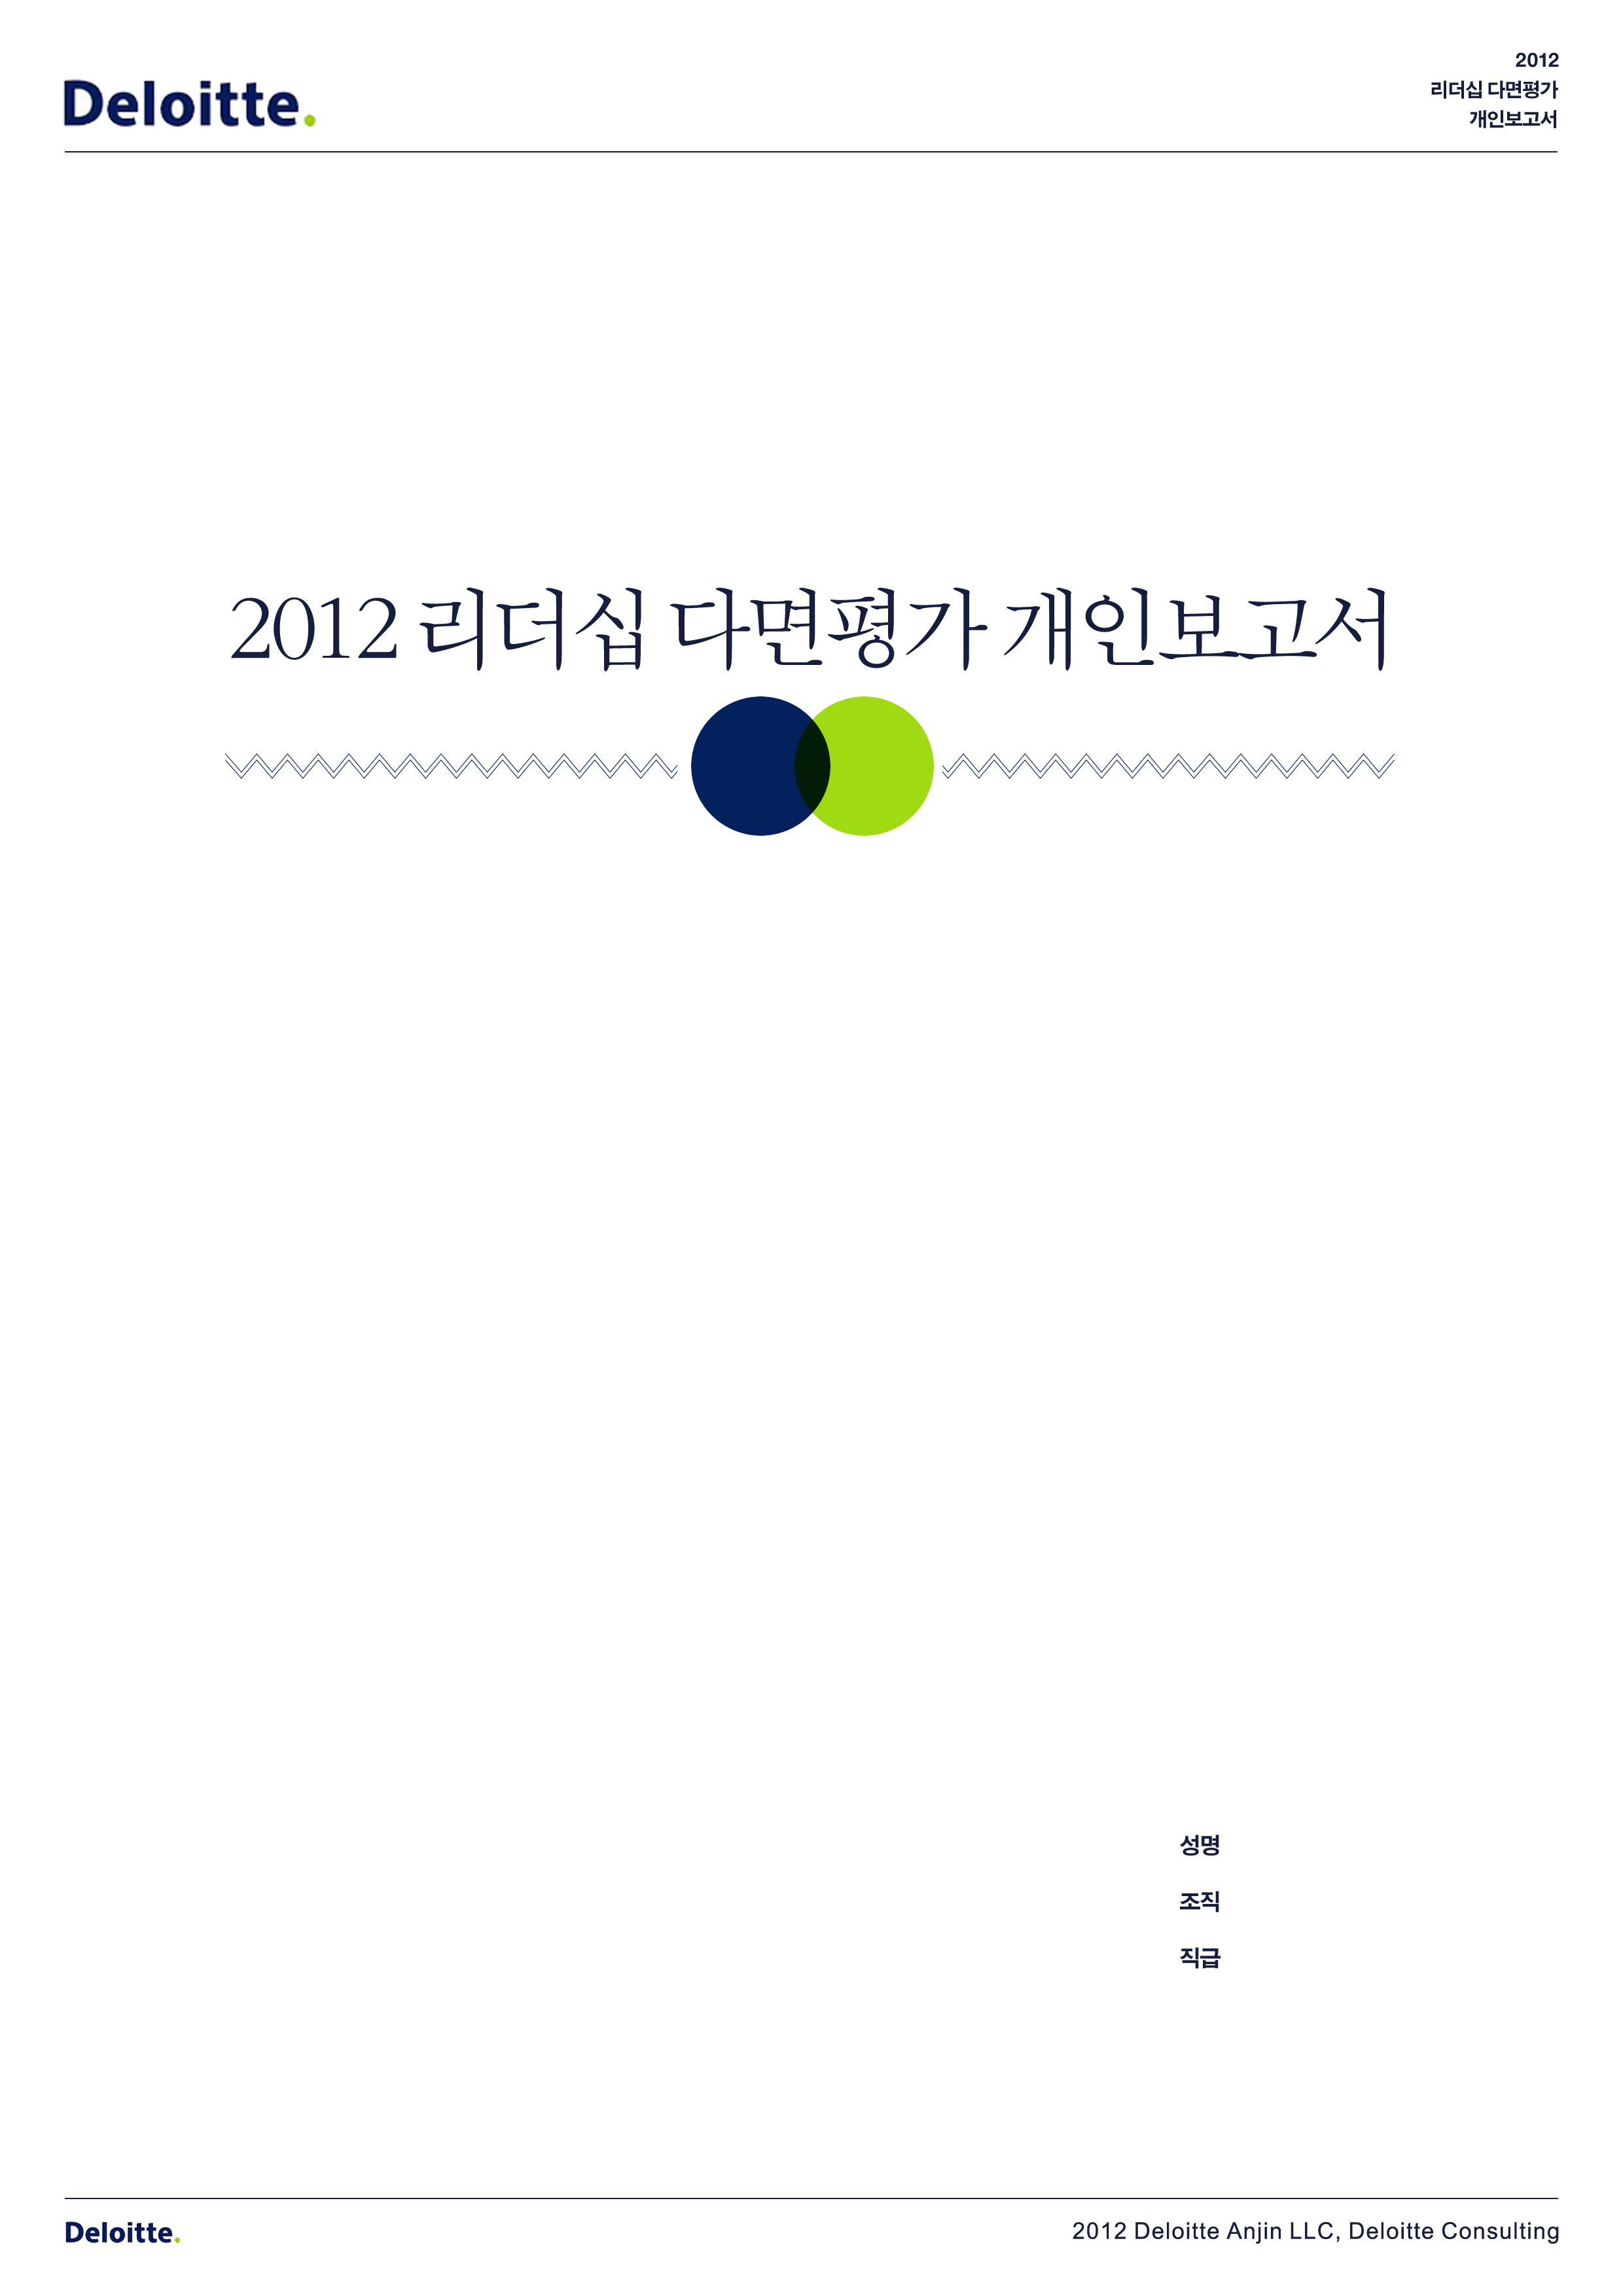 Deloitte.
2012
리더십 다면평가
개인보고서
2012 리더십 다면평가 개인보고서
성명
조직
직급
Deloitte.
2012 Deloitte Anjin LLC, Deloitte Consulting